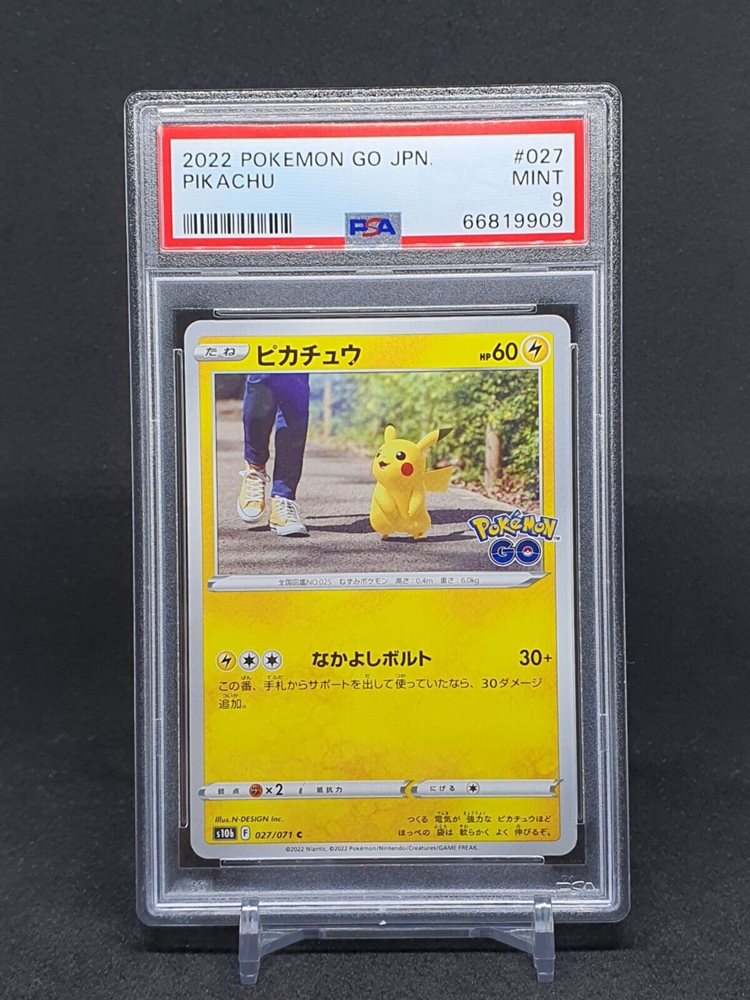 2022 POKEMON GO JPN. #027
PIKACHU MINT
9
PSA 66819909
たね ピカチュウ HP60
Pokémon
GO
全国図鑑NO.025 ねずみポケモン 高さ:0.4m 重さ:6.0kg
なかよしボルト 30+
この番、手札からサポートを出して使っていたなら、30ダメージ
追加。
弱点 ×2 抵抗力 にげる
Illus.N-DESIGN Inc.
つくる 電気が 強力な ピカチュウほど
ほっぺの 袋は 軟らかく よく 伸びるぞ。
s10b F 027/071 C
©2022 Niantic. ©2022 Pokémon/Nintendo/Creatures/GAME FREAK.
PSA